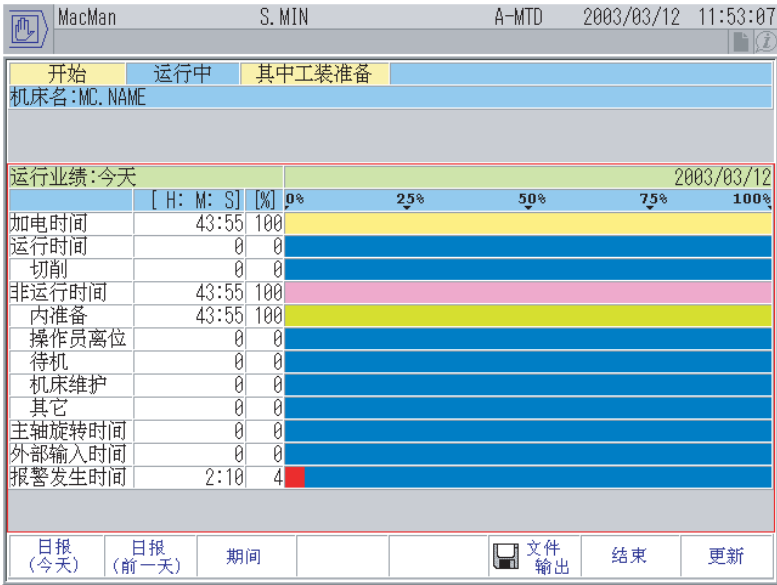 MacMan S.MIN A-MTD 2003/03/12 11:53:07
开始 运行中 其中工装准备
机床名:MC.NAME
运行业绩:今天 2003/03/12
[ H: M: S] [%] 0% 25% 50% 75% 100%
加电时间 43:55 100
运行时间 0 0
切削 0 0
非运行时间 43:55 100
内准备 43:55 100
操作员离位 0 0
待机 0 0
机床维护 0 0
其它 0 0
主轴旋转时间 0 0
外部输入时间 0 0
报警发生时间 2:10 4
日报 日报 期间 文件 结束 更新
(今天) (前一天) 输出